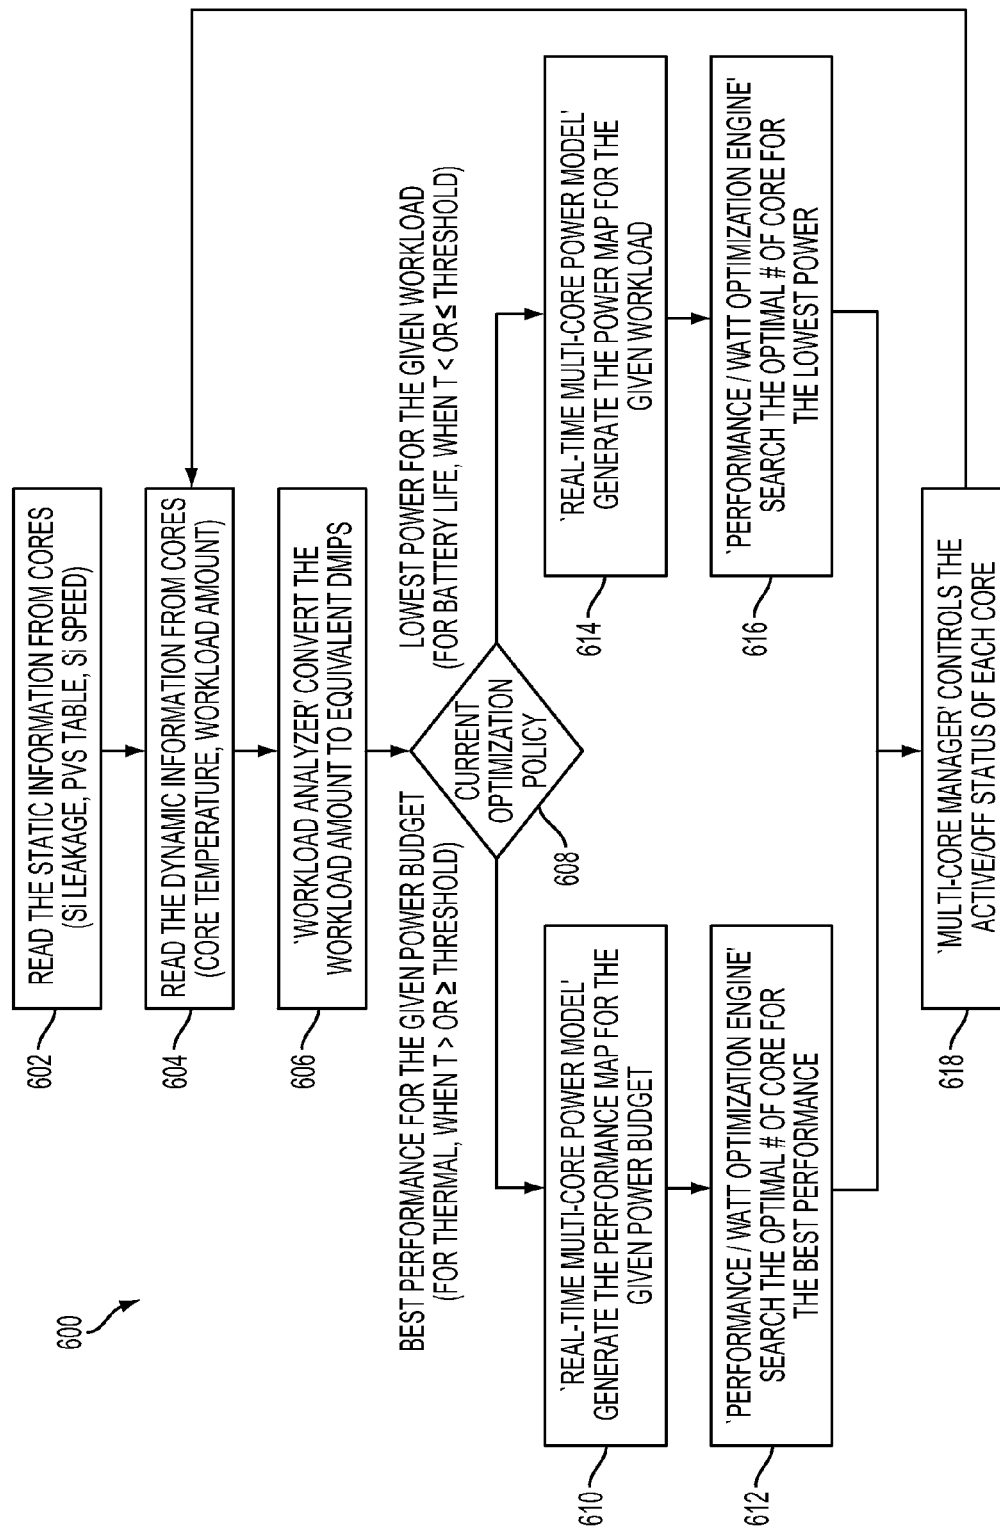 600
READ THE STATIC INFORMATION FROM CORES
(Si LEAKAGE, PVS TABLE, Si SPEED)
602
READ THE DYNAMIC INFORMATION FROM CORES
(CORE TEMPERATURE, WORKLOAD AMOUNT)
604
`WORKLOAD ANALYZER' CONVERT THE
WORKLOAD AMOUNT TO EQUIVALENT DMIPS
606
BEST PERFORMANCE FOR THE GIVEN POWER BUDGET
(FOR THERMAL, WHEN T > OR ≥ THRESHOLD)
CURRENT
OPTIMIZATION
POLICY
608
LOWEST POWER FOR THE GIVEN WORKLOAD
(FOR BATTERY LIFE, WHEN T < OR ≤ THRESHOLD)
`REAL-TIME MULTI-CORE POWER MODEL'
GENERATE THE PERFORMANCE MAP FOR THE
GIVEN POWER BUDGET
610
`PERFORMANCE / WATT OPTIMIZATION ENGINE'
SEARCH THE OPTIMAL # OF CORE FOR
THE BEST PERFORMANCE
612
`REAL-TIME MULTI-CORE POWER MODEL'
GENERATE THE POWER MAP FOR THE
GIVEN WORKLOAD
614
`PERFORMANCE / WATT OPTIMIZATION ENGINE'
SEARCH THE OPTIMAL # OF CORE FOR
THE LOWEST POWER
616
`MULTI-CORE MANAGER' CONTROLS THE
ACTIVE/OFF STATUS OF EACH CORE
618